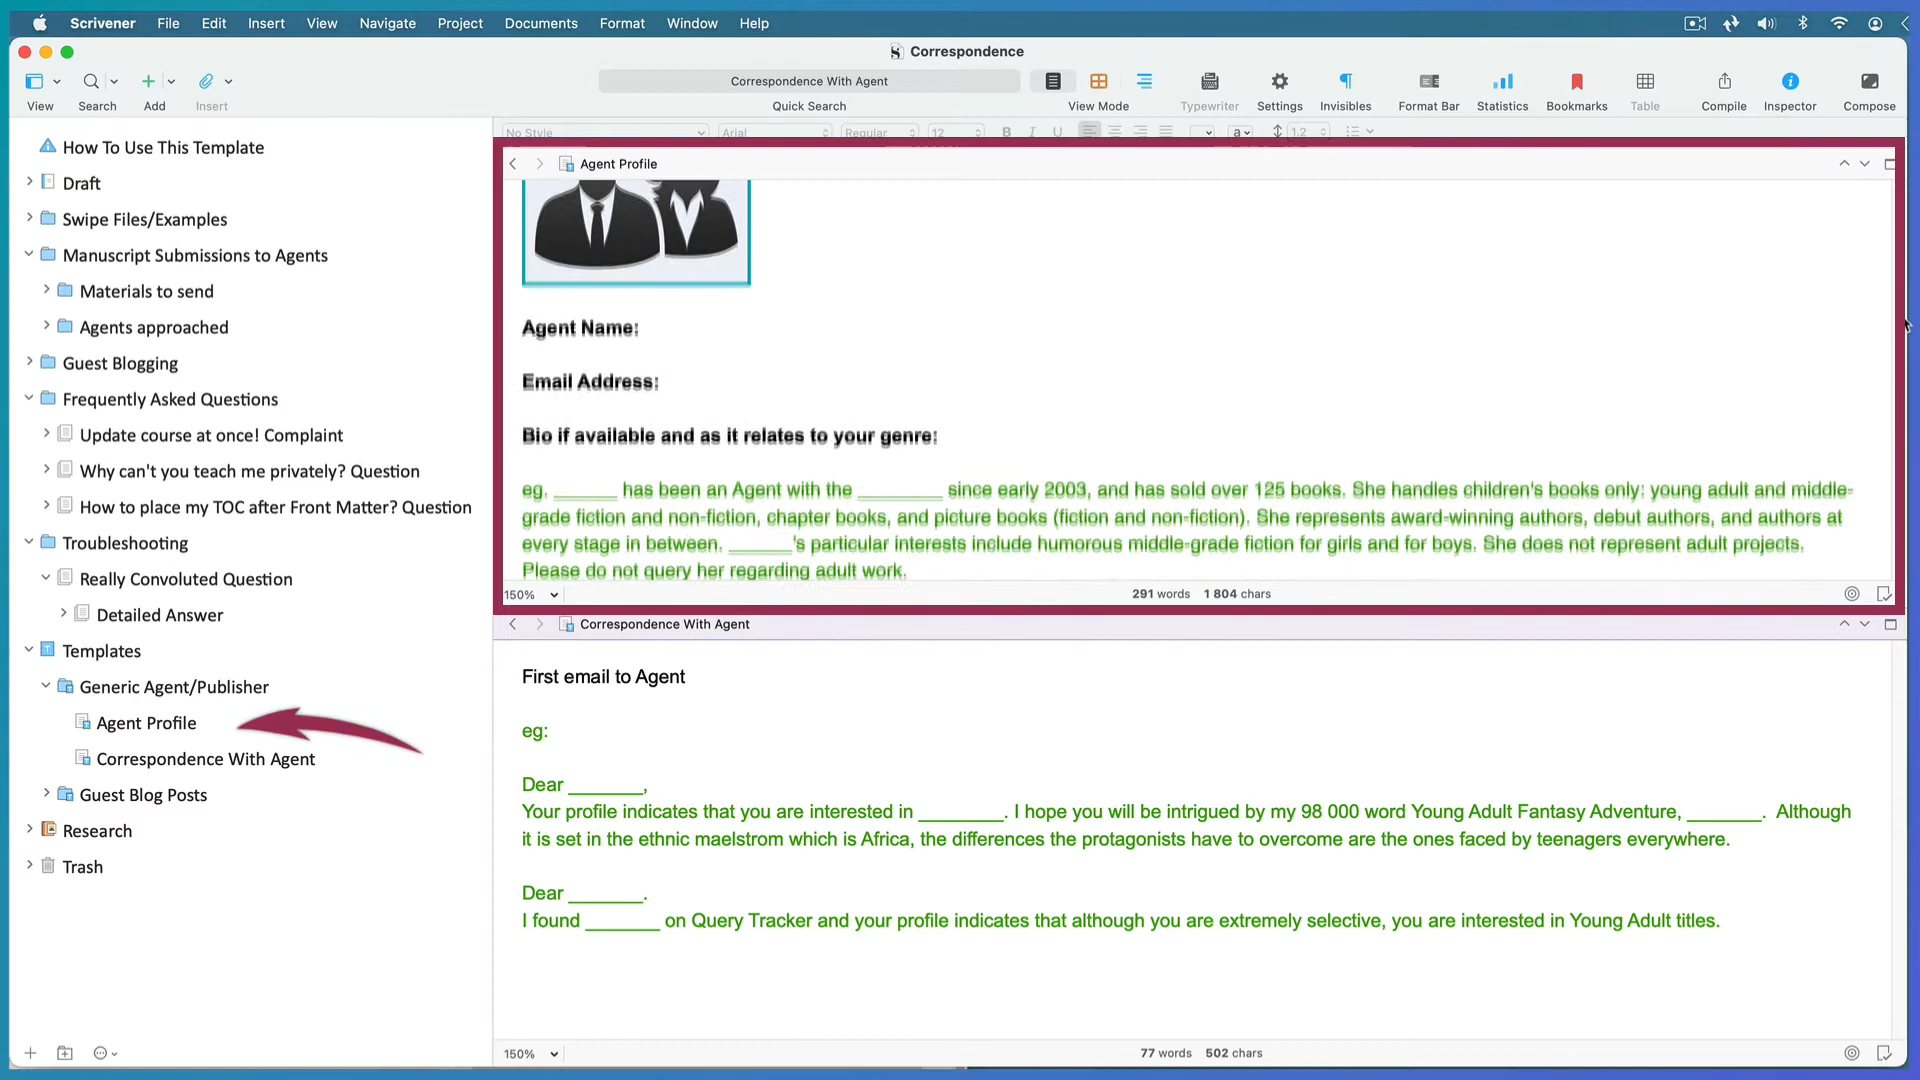 Scrivener File Edit Insert View Navigate Project Documents Format Window Help
Correspondence
Correspondence With Agent
View Search Add Insert Quick Search View Mode Typewriter Settings Invisibles Format Bar Statistics Bookmarks Table Compile Inspector Compose
No Style Arial Regular 12 B I U a 1.2
How To Use This Template
Draft
Swipe Files/Examples
Manuscript Submissions to Agents
Materials to send
Agents approached
Guest Blogging
Frequently Asked Questions
Update course at once! Complaint
Why can't you teach me privately? Question
How to place my TOC after Front Matter? Question
Troubleshooting
Really Convoluted Question
Detailed Answer
Templates
Generic Agent/Publisher
Agent Profile
Correspondence With Agent
Guest Blog Posts
Research
Trash
Agent Profile
Agent Name:
Email Address:
Bio if available and as it relates to your genre:
eg. ______ has been an Agent with the ________ since early 2003, and has sold over 125 books. She handles children's books only: young adult and middle-
grade fiction and non-fiction, chapter books, and picture books (fiction and non-fiction). She represents award-winning authors, debut authors, and authors at
every stage in between. ______'s particular interests include humorous middle-grade fiction for girls and for boys. She does not represent adult projects.
Please do not query her regarding adult work.
150% 291 words 1 804 chars
Correspondence With Agent
First email to Agent
eg:
Dear _______,
Your profile indicates that you are interested in ________. I hope you will be intrigued by my 98 000 word Young Adult Fantasy Adventure, _______. Although
it is set in the ethnic maelstrom which is Africa, the differences the protagonists have to overcome are the ones faced by teenagers everywhere.
Dear _______.
I found _______ on Query Tracker and your profile indicates that although you are extremely selective, you are interested in Young Adult titles.
150% 77 words 502 chars